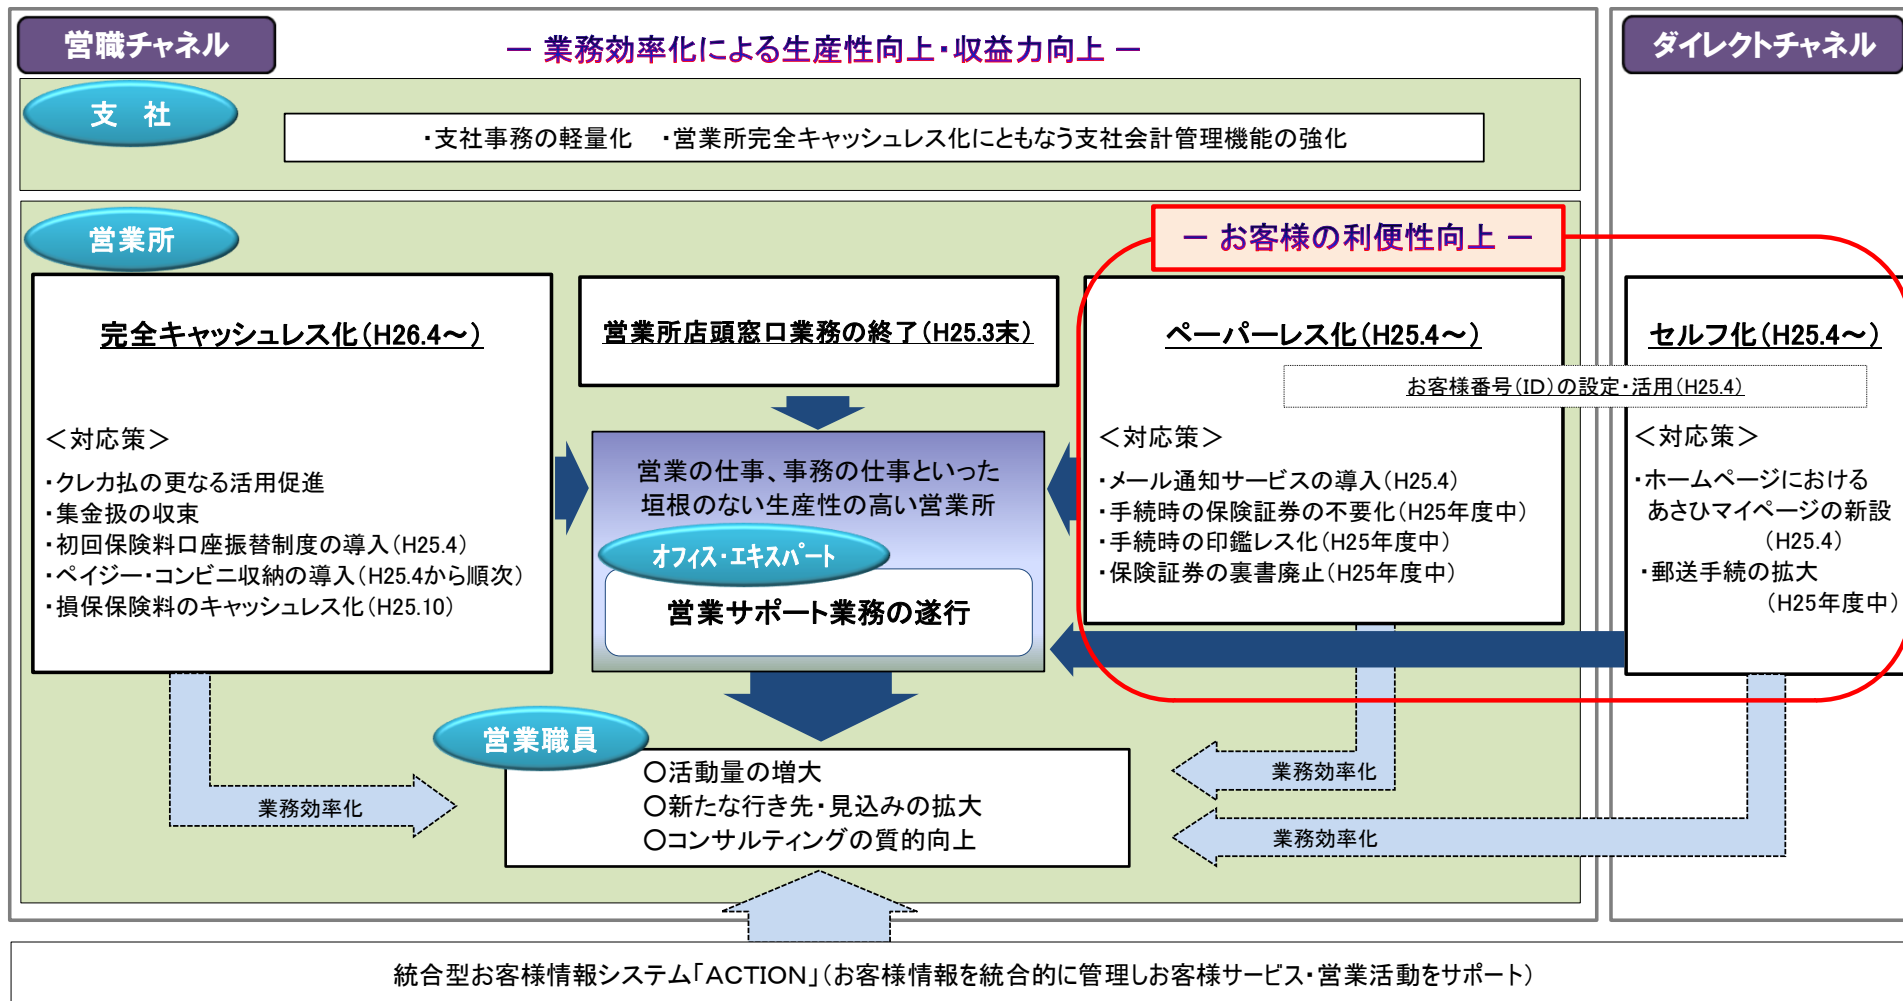 営職チャネル
― 業務効率化による生産性向上・収益力向上 ―
ダイレクトチャネル
支 社
・支社事務の軽量化 ・営業所完全キャッシュレス化にともなう支社会計管理機能の強化
営業所
― お客様の利便性向上 ―
完全キャッシュレス化(H26.4～)
＜対応策＞
・クレカ払の更なる活用促進
・集金扱の収束
・初回保険料口座振替制度の導入(H25.4)
・ペイジー・コンビニ収納の導入(H25.4から順次)
・損保保険料のキャッシュレス化(H25.10)
営業所店頭窓口業務の終了(H25.3末)
営業の仕事、事務の仕事といった
垣根のない生産性の高い営業所
オフィス・エキスパート
営業サポート業務の遂行
ペーパーレス化(H25.4～)
お客様番号(ID)の設定・活用(H25.4)
＜対応策＞
・メール通知サービスの導入(H25.4)
・手続時の保険証券の不要化(H25年度中)
・手続時の印鑑レス化(H25年度中)
・保険証券の裏書廃止(H25年度中)
セルフ化(H25.4～)
＜対応策＞
・ホームページにおける
あさひマイページの新設
(H25.4)
・郵送手続の拡大
(H25年度中)
営業職員
○活動量の増大
○新たな行き先・見込みの拡大
○コンサルティングの質的向上
業務効率化
業務効率化
業務効率化
統合型お客様情報システム「ACTION」(お客様情報を統合的に管理しお客様サービス・営業活動をサポート)